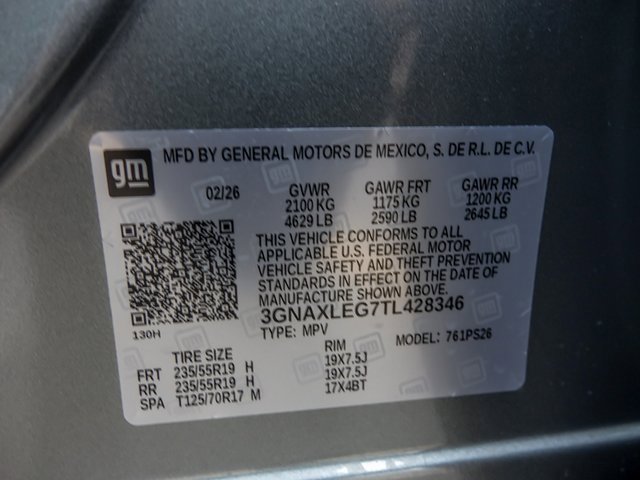 gm MFD BY GENERAL MOTORS DE MEXICO, S. DE R.L. DE C.V.
02/26 GVWR GAWR FRT GAWR RR
2100 KG 1175 KG 1200 KG
4629 LB 2590 LB 2645 LB
THIS VEHICLE CONFORMS TO ALL
APPLICABLE U.S. FEDERAL MOTOR
VEHICLE SAFETY AND THEFT PREVENTION
STANDARDS IN EFFECT ON THE DATE OF
MANUFACTURE SHOWN ABOVE.
3GNAXLEG7TL428346
130H TYPE: MPV MODEL: 761PS26
TIRE SIZE RIM
FRT 235/55R19 H 19X7.5J
RR 235/55R19 H 19X7.5J
SPA T125/70R17 M 17X4BT